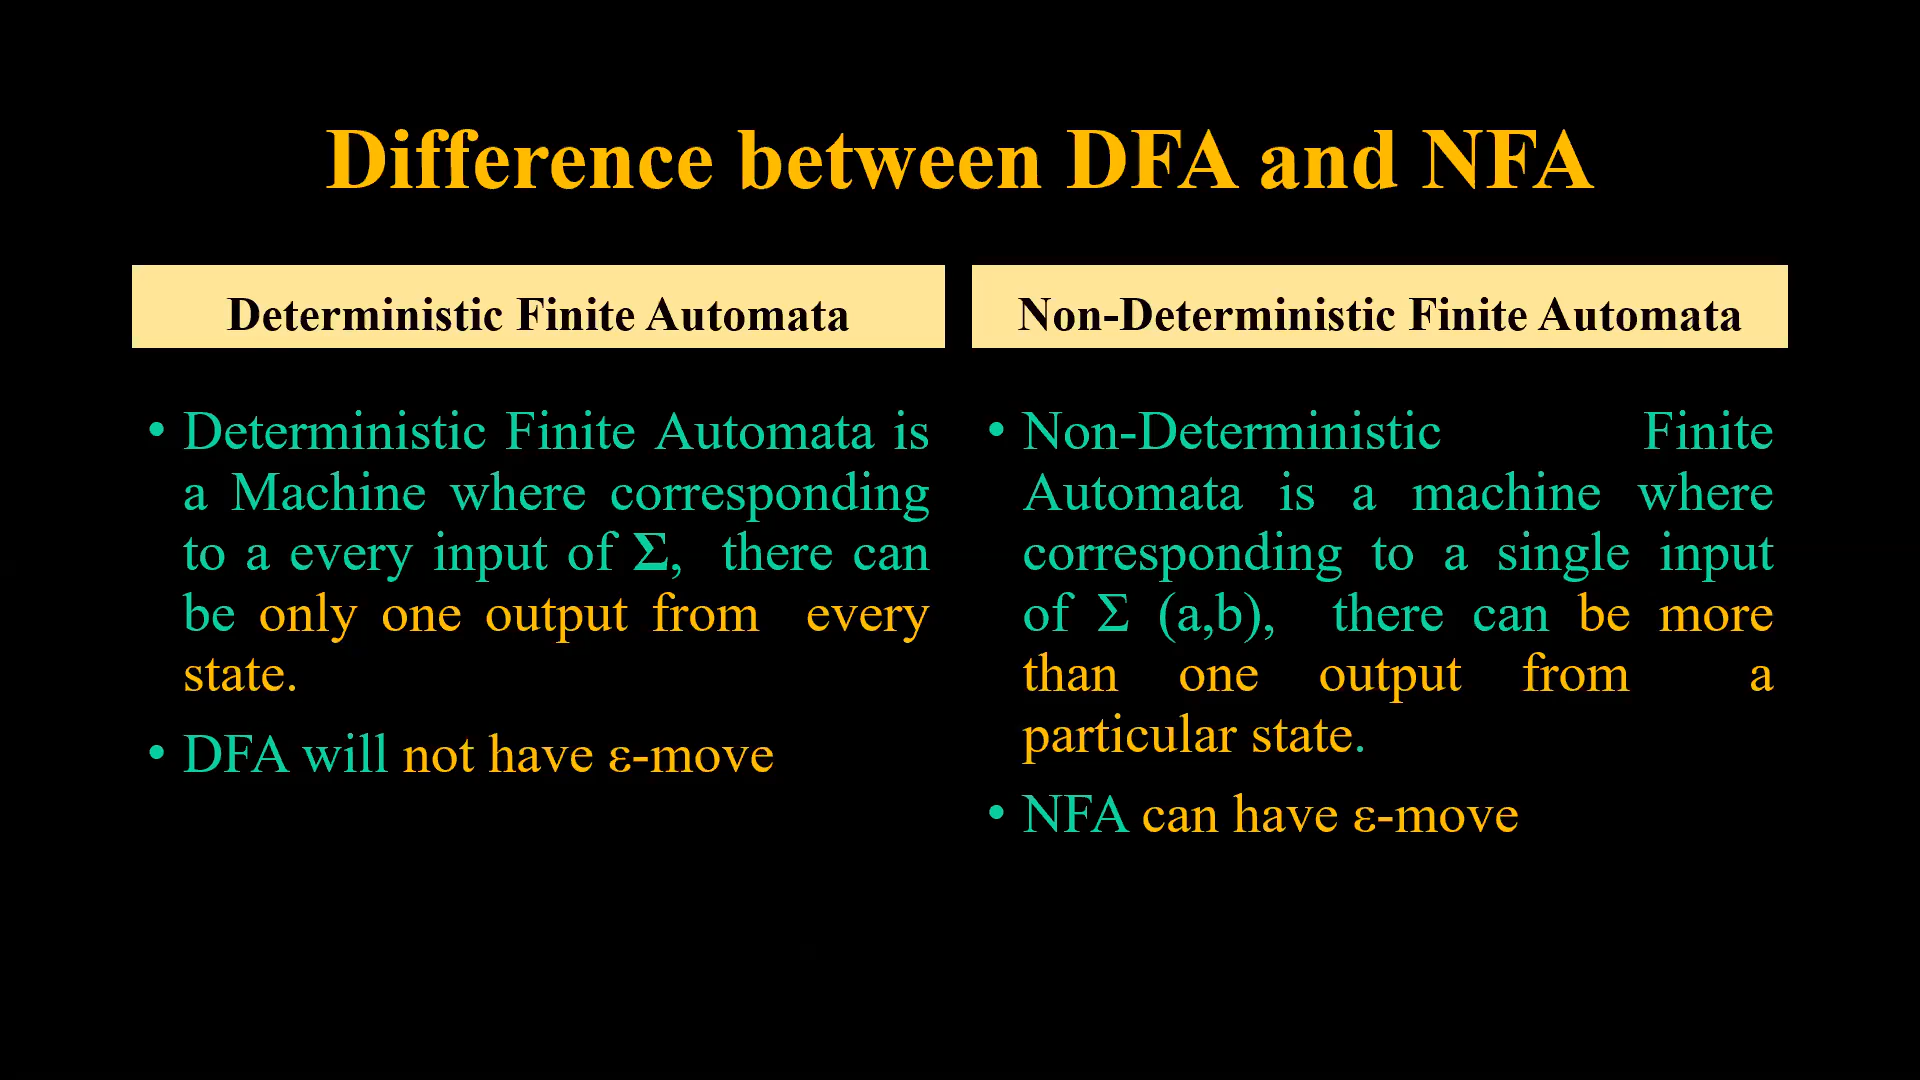 Difference between DFA and NFA
Deterministic Finite Automata
• Deterministic Finite Automata is
a Machine where corresponding
to a every input of Σ, there can
be only one output from every
state.
• DFA will not have ε-move
Non-Deterministic Finite Automata
• Non-Deterministic Finite
Automata is a machine where
corresponding to a single input
of Σ (a,b), there can be more
than one output from a
particular state.
• NFA can have ε-move